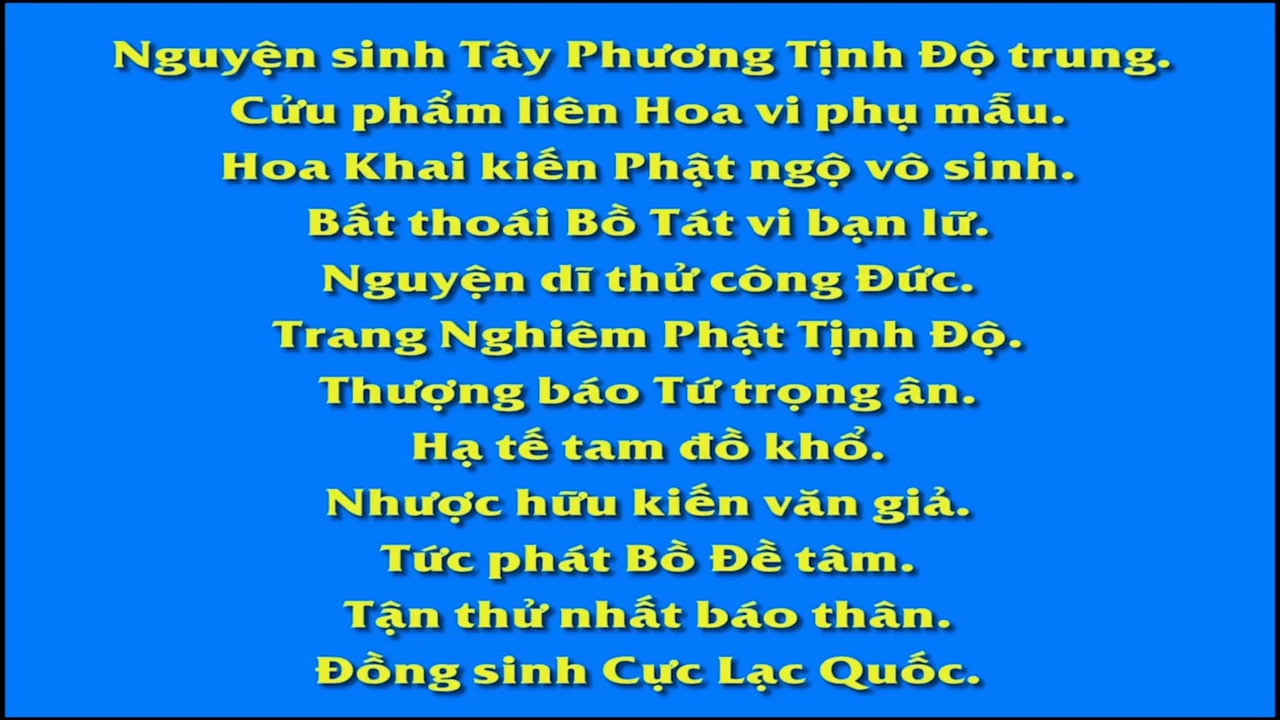 Nguyện sinh Tây Phương Tịnh Độ trung.
Cửu phẩm liên Hoa vi phụ mẫu.
Hoa Khai kiến Phật ngộ vô sinh.
Bất thoái Bồ Tát vi bạn lữ.
Nguyện dĩ thử công Đức.
Trang Nghiêm Phật Tịnh Độ.
Thượng báo Tứ trọng ân.
Hạ tế tam đồ khổ.
Nhược hữu kiến văn giả.
Tức phát Bồ Đề tâm.
Tận thử nhất báo thân.
Đồng sinh Cực Lạc Quốc.